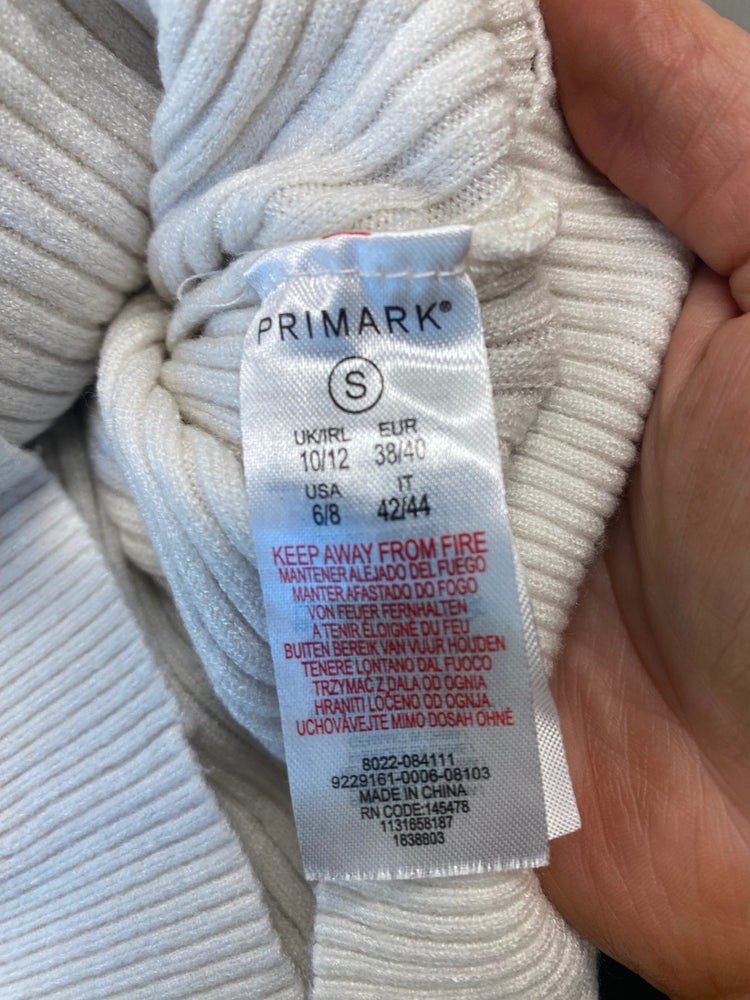 PRIMARK®
S
UK/IRL EUR
10/12 38/40
USA IT
6/8 42/44
KEEP AWAY FROM FIRE
MANTENER ALEJADO DEL FUEGO
MANTER AFASTADO DO FOGO
VON FEUER FERNHALTEN
A TENIR ÉLOIGNÉ DU FEU
BUITEN BEREIK VAN VUUR HOUDEN
TENERE LONTANO DAL FUOCO
TRZYMAĆ Z DALA OD OGNIA
HRANITI LOČENO OD OGNJA
UCHOVÁVEJTE MIMO DOSAH OHNĚ
8022-084111
9229161-0006-08103
MADE IN CHINA
RN CODE:145478
1131658187
1638803